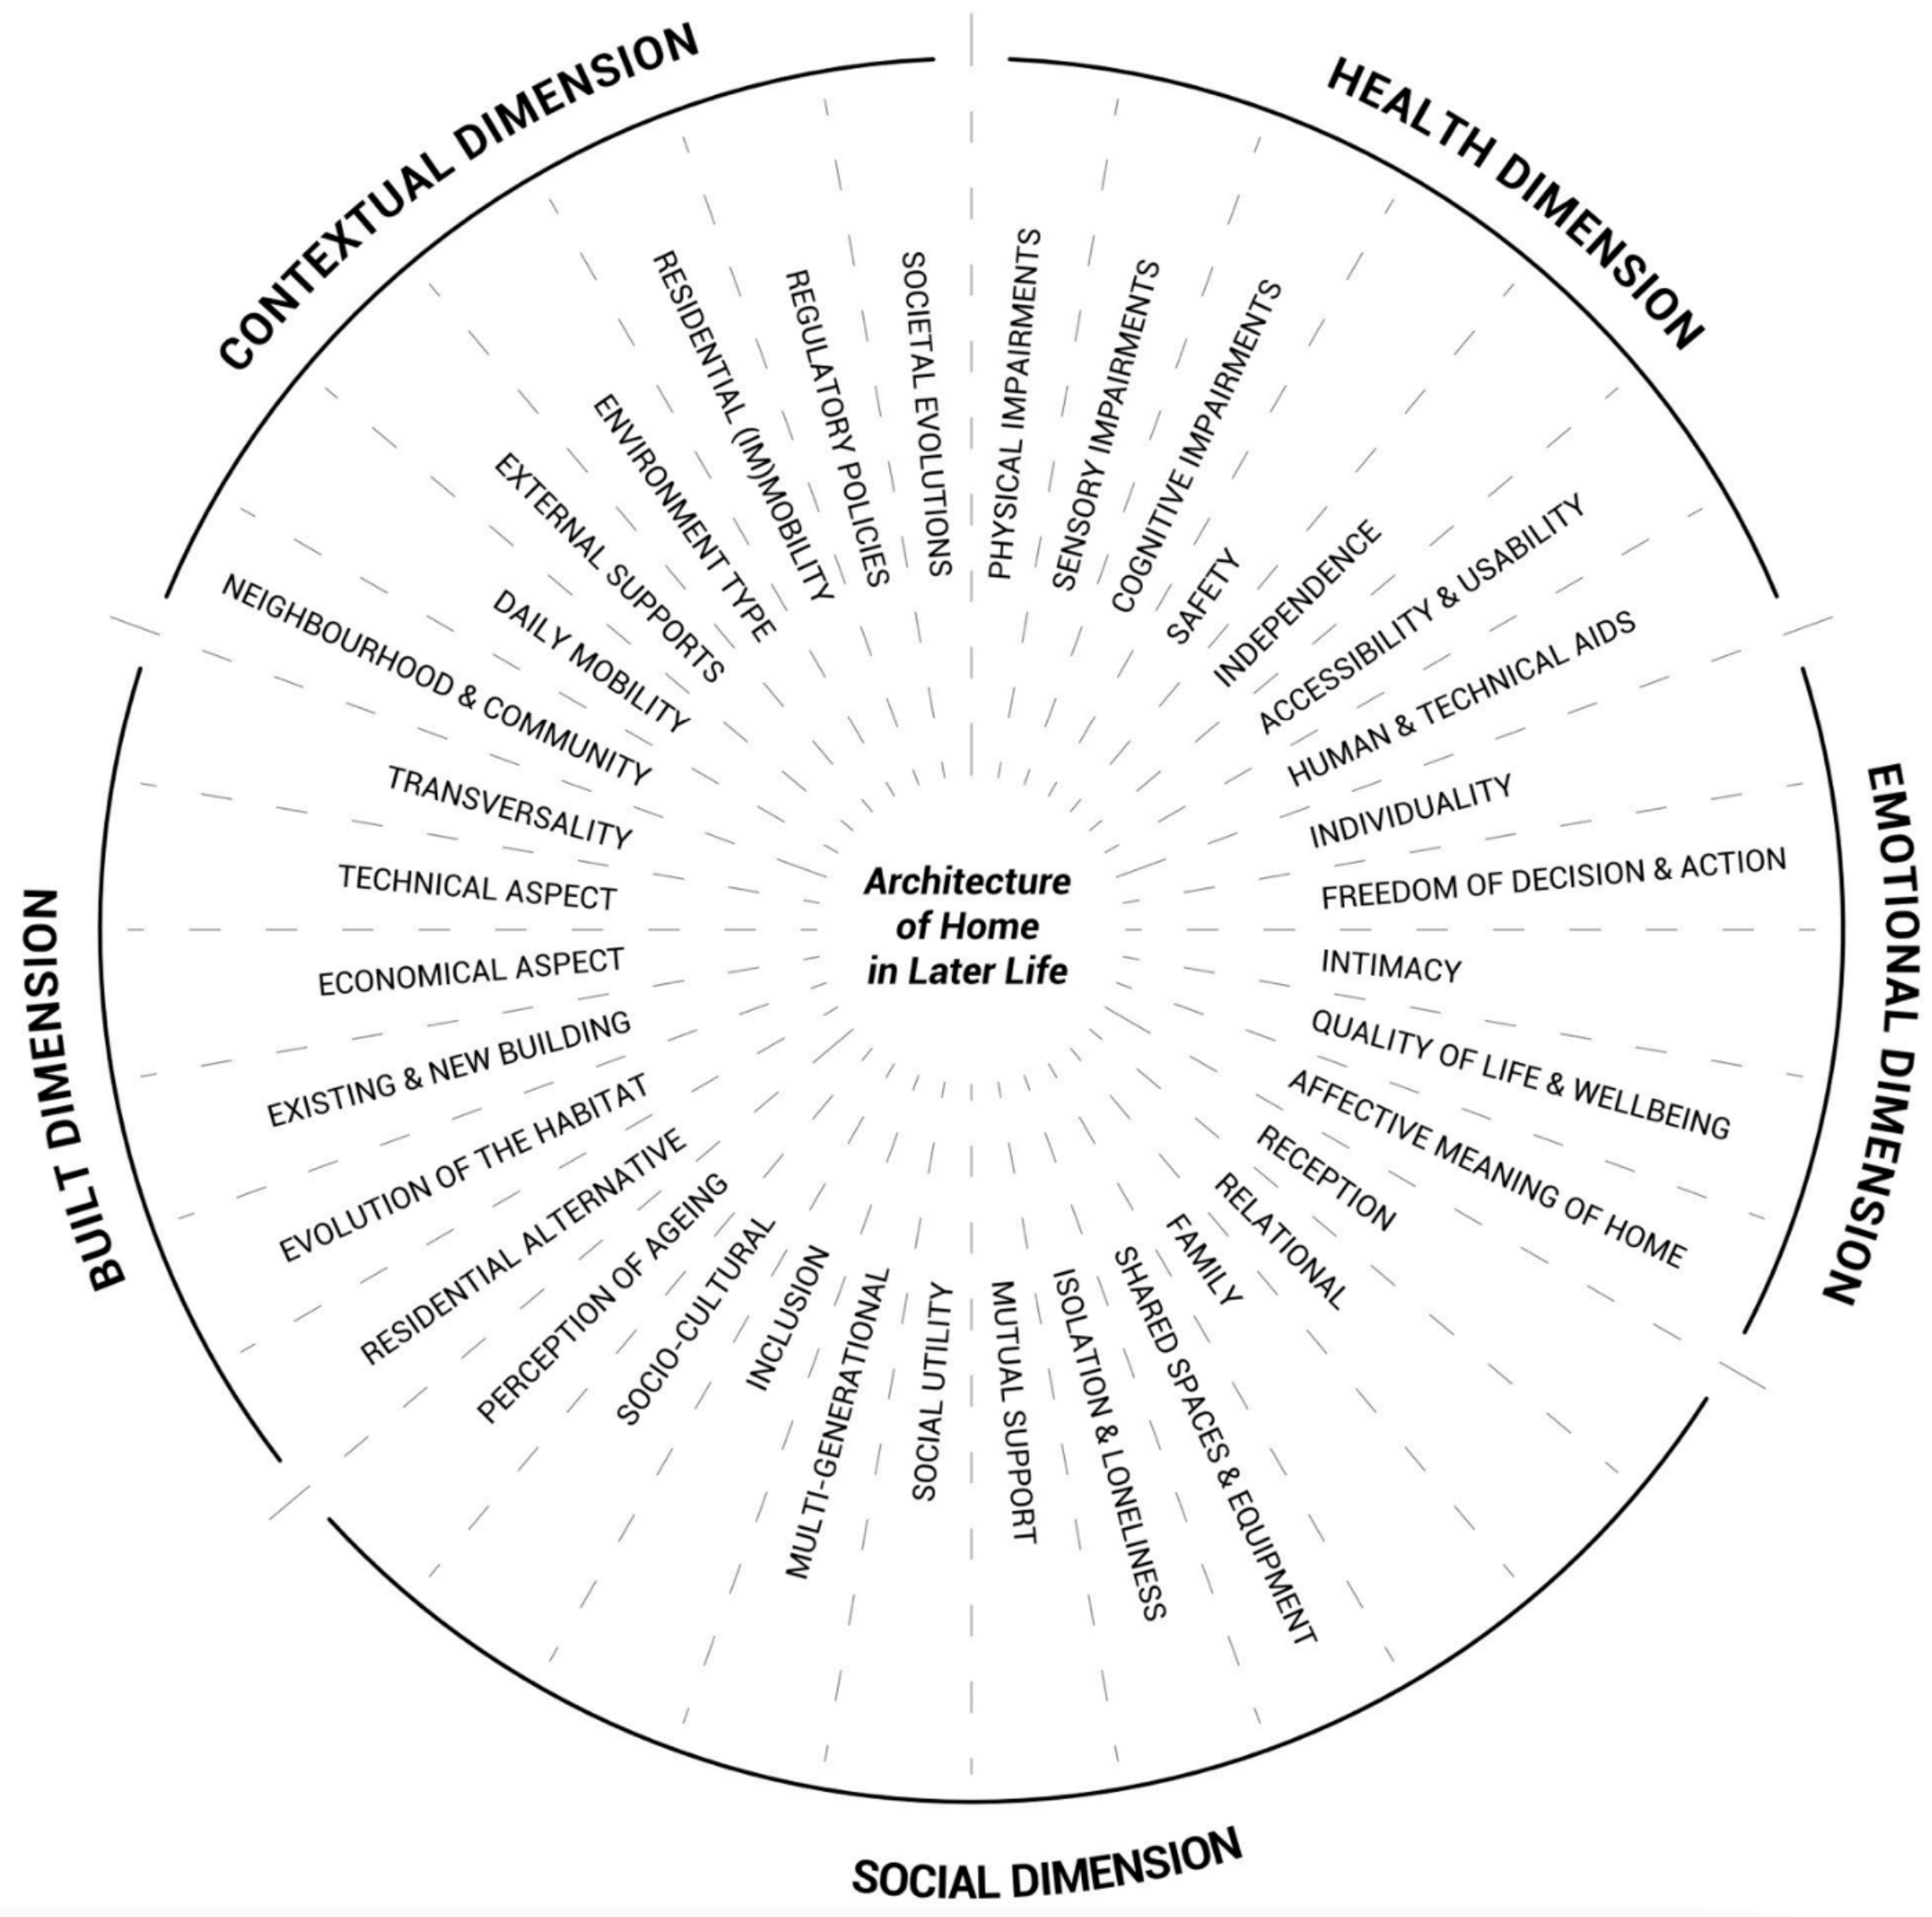 HEALTH DIMENSION
PHYSICAL IMPAIRMENTS
SENSORY IMPAIRMENTS
COGNITIVE IMPAIRMENTS
SAFETY
INDEPENDENCE
ACCESSIBILITY & USABILITY
HUMAN & TECHNICAL AIDS
EMOTIONAL DIMENSION
INDIVIDUALITY
FREEDOM OF DECISION & ACTION
INTIMACY
QUALITY OF LIFE & WELLBEING
AFFECTIVE MEANING OF HOME
SOCIAL DIMENSION
RECEPTION
RELATIONAL
FAMILY
SHARED SPACES & EQUIPMENT
ISOLATION & LONELINESS
MUTUAL SUPPORT
SOCIAL UTILITY
MULTI-GENERATIONAL
INCLUSION
SOCIO-CULTURAL
PERCEPTION OF AGEING
BUILT DIMENSION
RESIDENTIAL ALTERNATIVE
EVOLUTION OF THE HABITAT
EXISTING & NEW BUILDING
ECONOMICAL ASPECT
TECHNICAL ASPECT
TRANSVERSALITY
CONTEXTUAL DIMENSION
NEIGHBOURHOOD & COMMUNITY
DAILY MOBILITY
EXTERNAL SUPPORTS
ENVIRONMENT TYPE
RESIDENTIAL (IM)MOBILITY
REGULATORY POLICIES
SOCIETAL EVOLUTIONS
Architecture
of Home
in Later Life